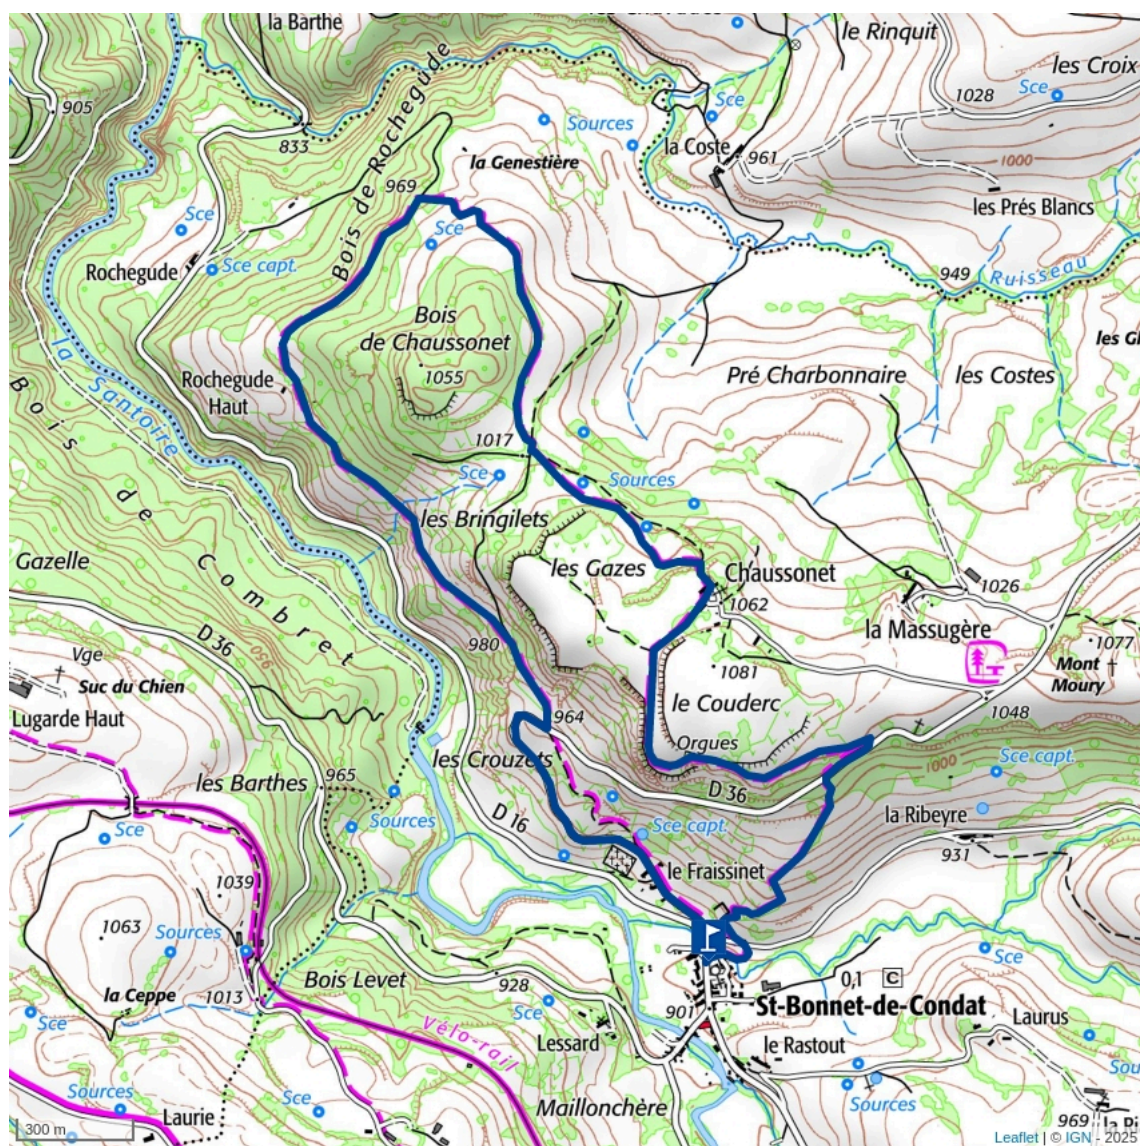 la Barthe
le Rinquit
les Croix
Sce
1028
905
Sources
Sce
833
la Coste
961
la Genestière
1000
Bois de Rochegude
969
les Prés Blancs
Sce
Sce
Rochegude
Sce capt.
949
Ruisseau
Bois
de Chaussonet
1055
la Santoire
Rochegude
Haut
Pré Charbonnaire
les Costes
1017
Sce
Sources
les Bringilets
Bois de Combret
Gazelle
les Gazes
Chaussonet
1062
1026
la Massugère
D 36
950
980
Vge
Suc du Chien
1081
1077
Mont
Moury
le Couderc
Lugarde Haut
964
1048
Orgues
les Crouzets
965
les Barthes
D 36
1000
Sce capt.
Sources
D 16
Sce capt.
la Ribeyre
Sce
931
le Fraissinet
1039
1063
Sources
Bois Levet
928
0,1
C
la Ceppe
1013
St-Bonnet-de-Condat
Sce
Sce
901
Laurus
Vélo-rail
Lessard
le Rastout
Sources
Sce
Maillonchère
Sources
Laurie
969
300 m
Leaflet | © IGN - 2025